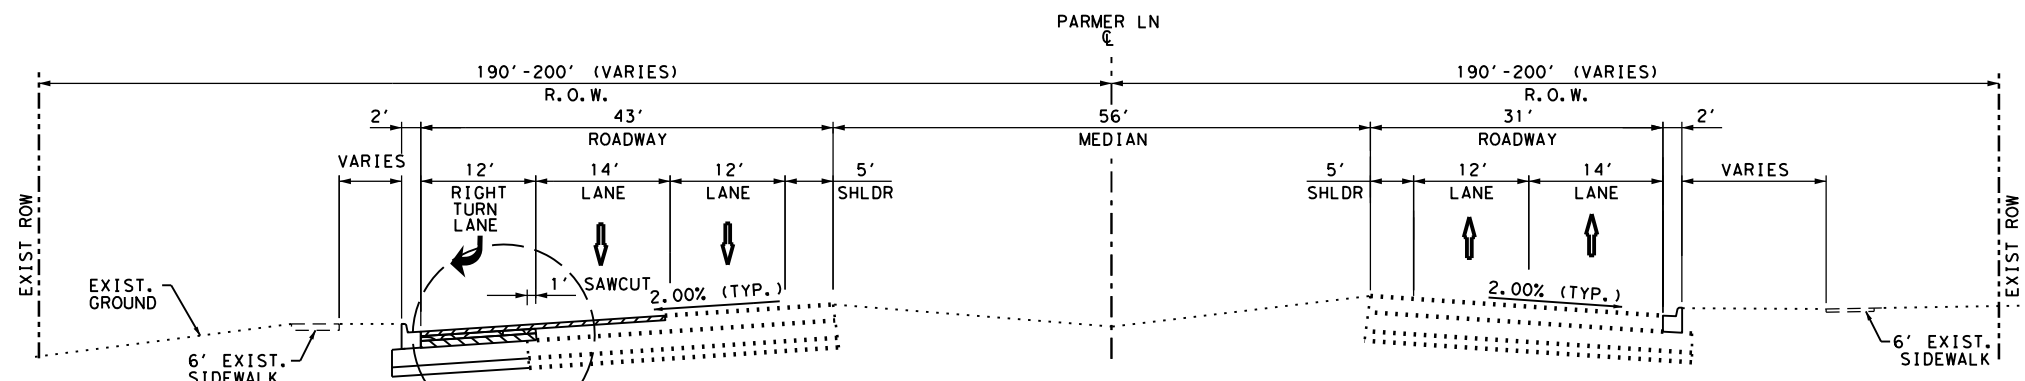 PARMER LN
℄
190'-200' (VARIES)
R.O.W.
190'-200' (VARIES)
R.O.W.
2'
43'
ROADWAY
56'
MEDIAN
31'
ROADWAY
2'
VARIES
12'
RIGHT
TURN
LANE
14'
LANE
12'
LANE
5'
SHLDR
5'
SHLDR
12'
LANE
14'
LANE
VARIES
EXIST ROW
EXIST ROW
EXIST.
GROUND
1' SAWCUT
2.00% (TYP.)
2.00% (TYP.)
6' EXIST.
SIDEWALK
6' EXIST.
SIDEWALK